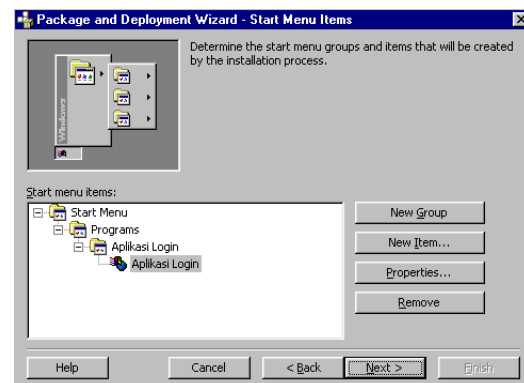 Package and Deployment Wizard - Start Menu Items
Determine the start menu groups and items that will be created
by the installation process.
Windows
Start menu items:
Start Menu
Programs
Aplikasi Login
Aplikasi Login
New Group
New Item...
Properties...
Remove
Help
Cancel
< Back
Next >
Finish